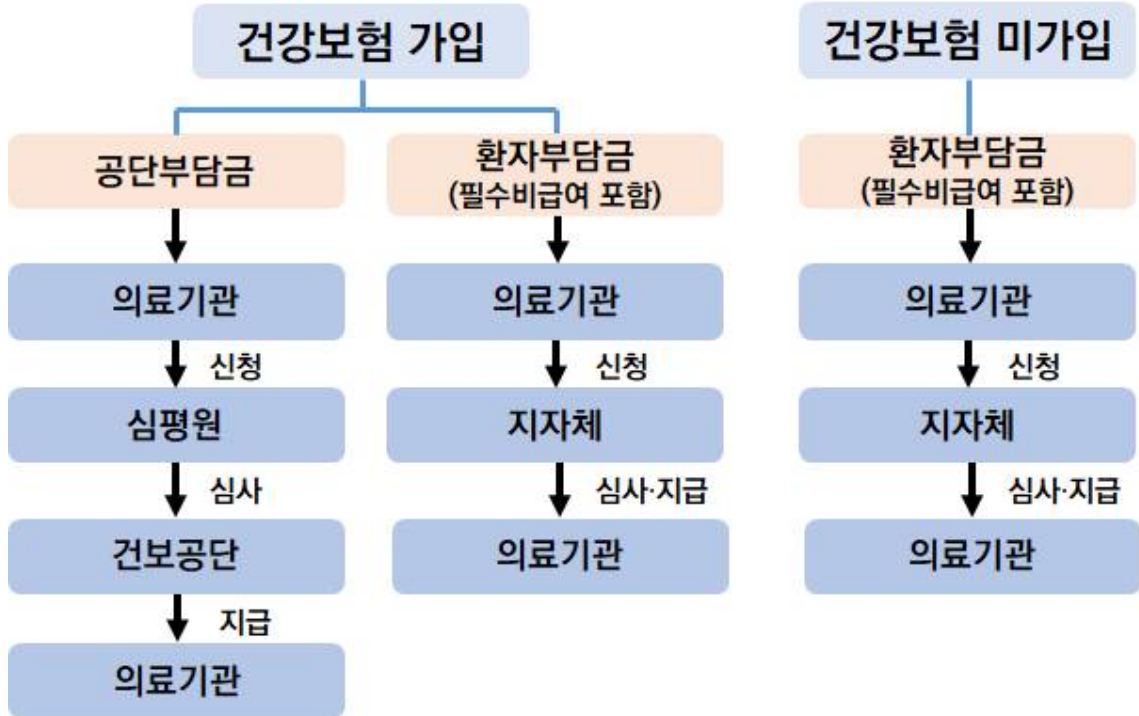 건강보험 가입
공단부담금
의료기관
신청
심평원
심사
건보공단
지급
의료기관
환자부담금
(필수비급여 포함)
의료기관
신청
지자체
심사·지급
의료기관
건강보험 미가입
환자부담금
(필수비급여 포함)
의료기관
신청
지자체
심사·지급
의료기관